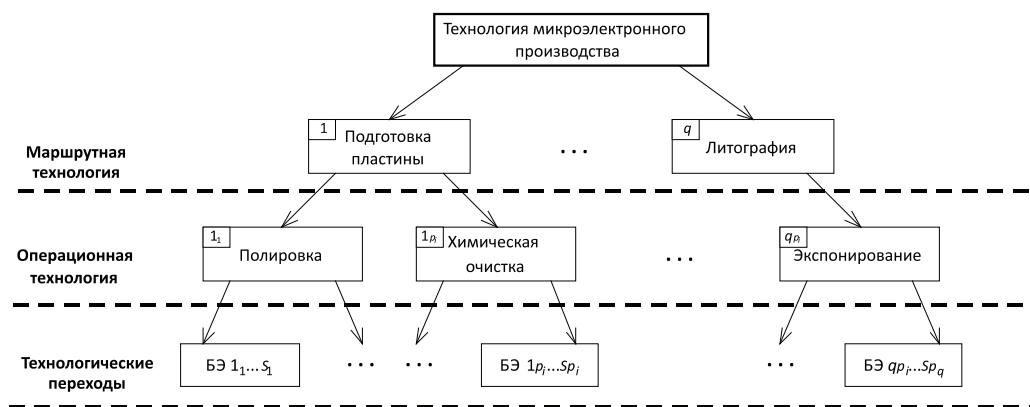 Технология микроэлектронного
производства
1
Подготовка
пластины
...
q
Литография
Маршрутная
технология
1₁
Полировка
1pᵢ
Химическая
очистка
...
qpᵢ
Экспонирование
Операционная
технология
Технологические
переходы
БЭ 1₁...S₁
... ...
БЭ 1pᵢ...Spᵢ
...
БЭ qpᵢ...Sp_q